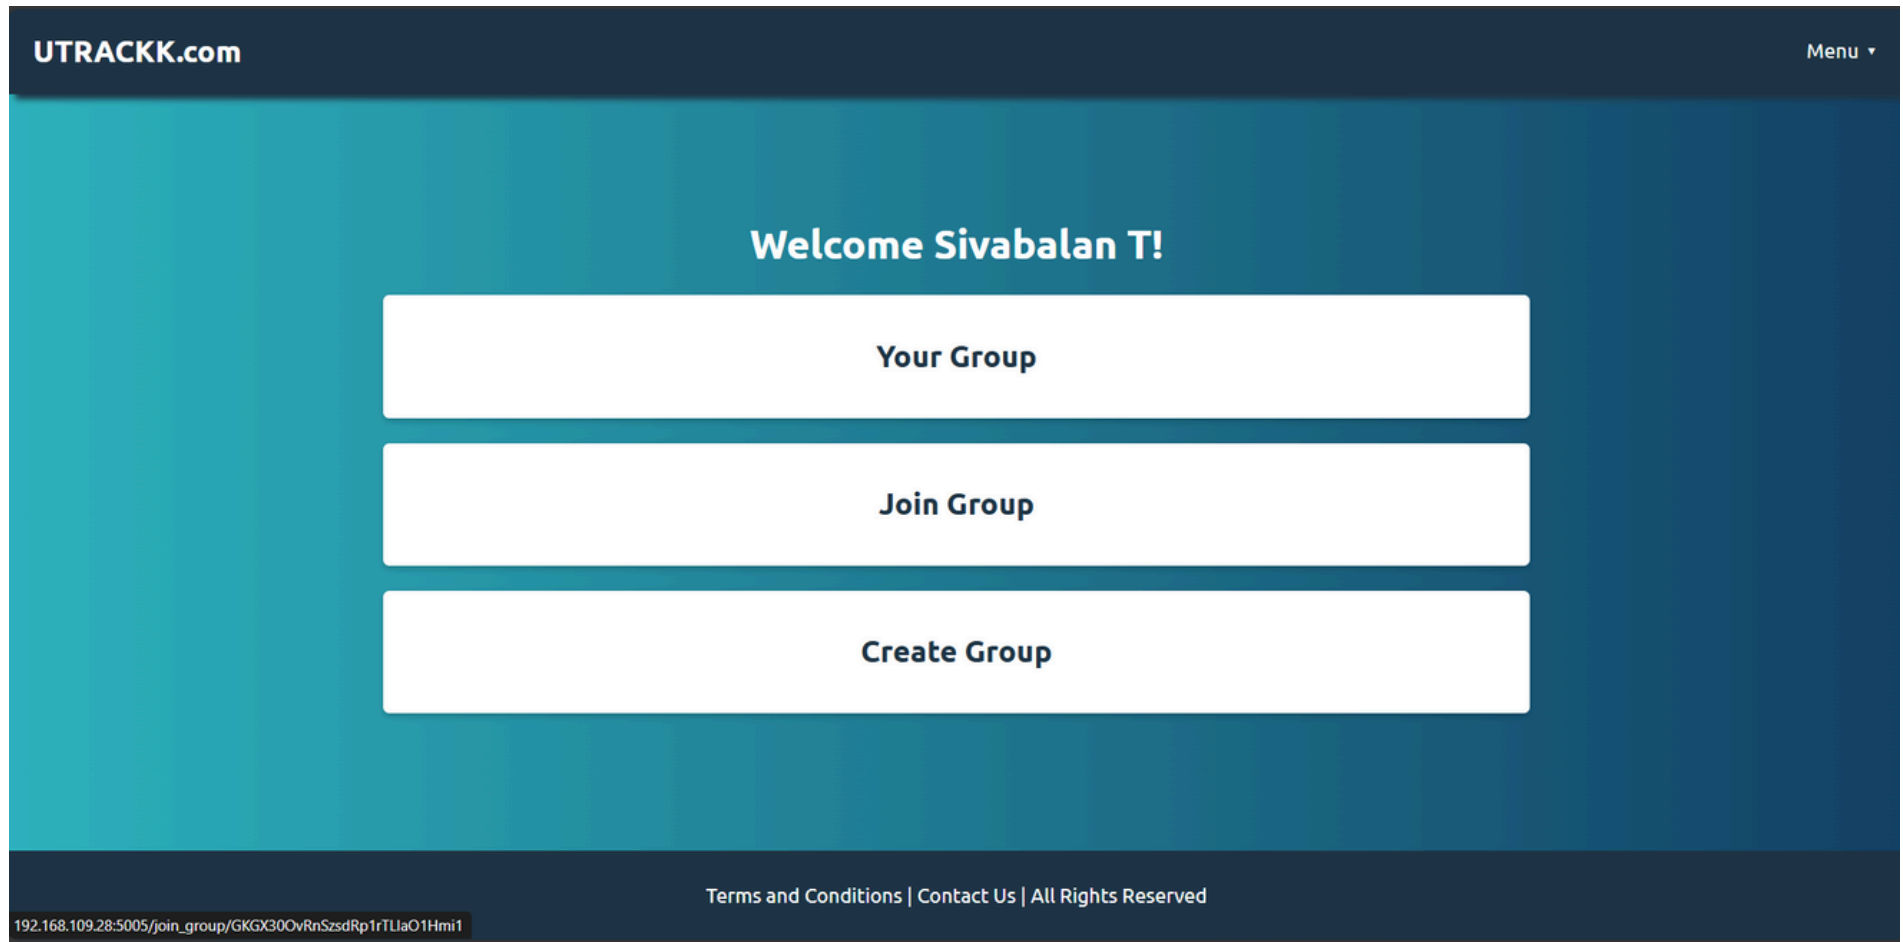 UTRACKK.com
Menu ▾
Welcome Sivabalan T!
Your Group
Join Group
Create Group
Terms and Conditions | Contact Us | All Rights Reserved
192.168.109.28:5005/join_group/GKGX30OvRnSzsdRp1rTLlaO1Hmi1